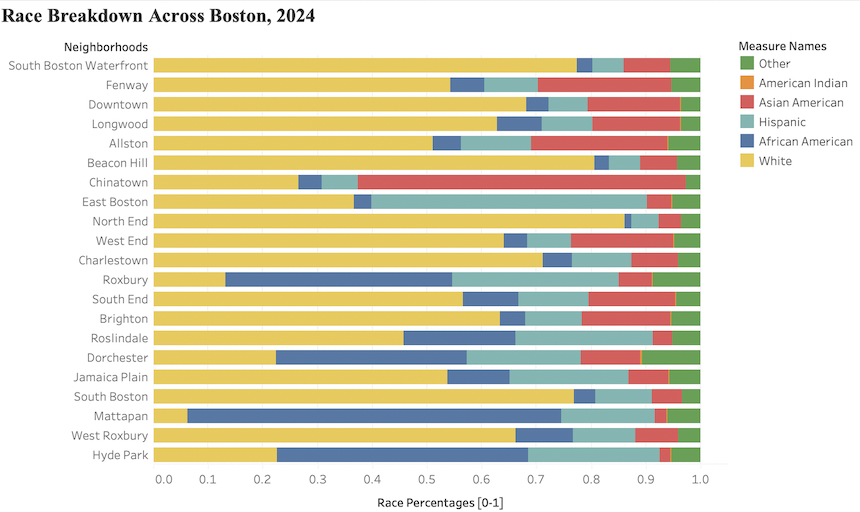 Race Breakdown Across Boston, 2024
Neighborhoods
South Boston Waterfront
Fenway
Downtown
Longwood
Allston
Beacon Hill
Chinatown
East Boston
North End
West End
Charlestown
Roxbury
South End
Brighton
Roslindale
Dorchester
Jamaica Plain
South Boston
Mattapan
West Roxbury
Hyde Park
0.0 0.1 0.2 0.3 0.4 0.5 0.6 0.7 0.8 0.9 1.0
Race Percentages [0-1]
Measure Names
Other
American Indian
Asian American
Hispanic
African American
White